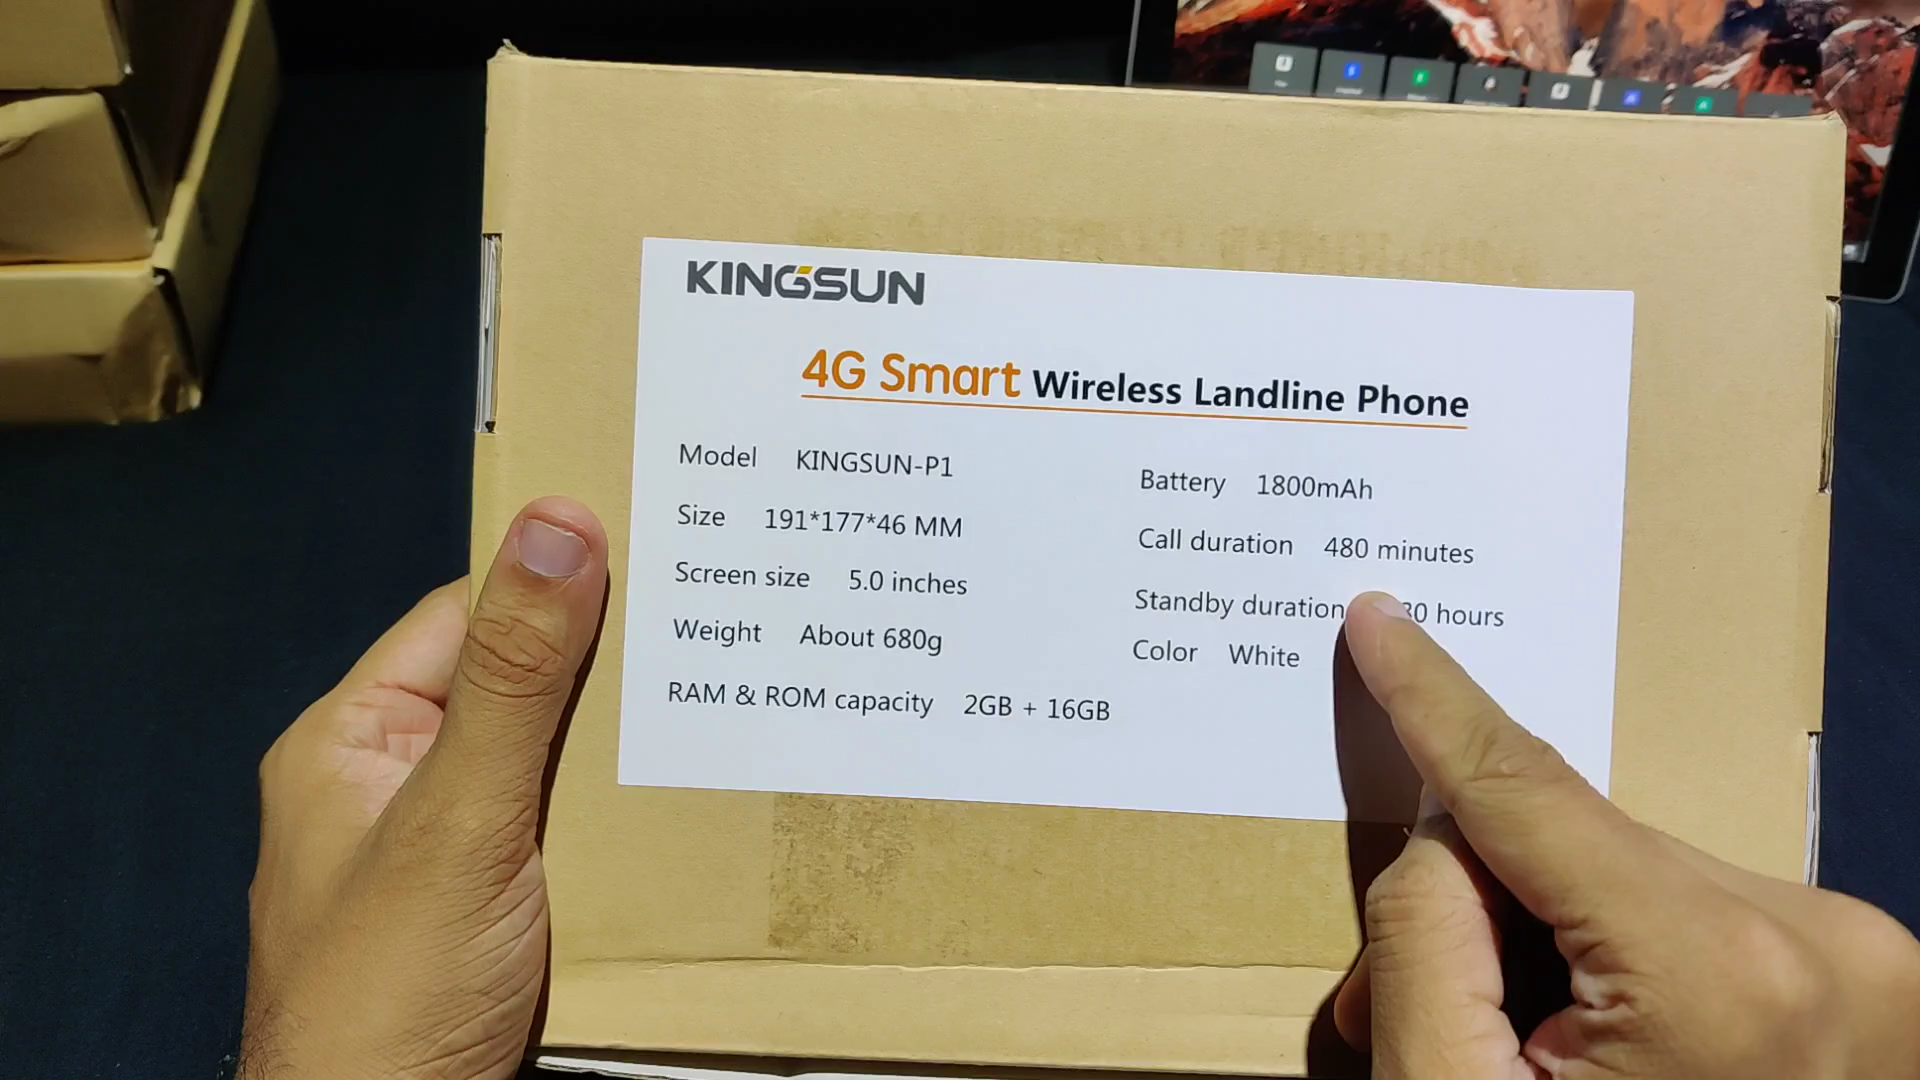 KINGSUN
4G Smart Wireless Landline Phone
Model KINGSUN-P1
Size 191*177*46 MM
Screen size 5.0 inches
Weight About 680g
RAM & ROM capacity 2GB + 16GB
Battery 1800mAh
Call duration 480 minutes
Standby duration hours
Color White